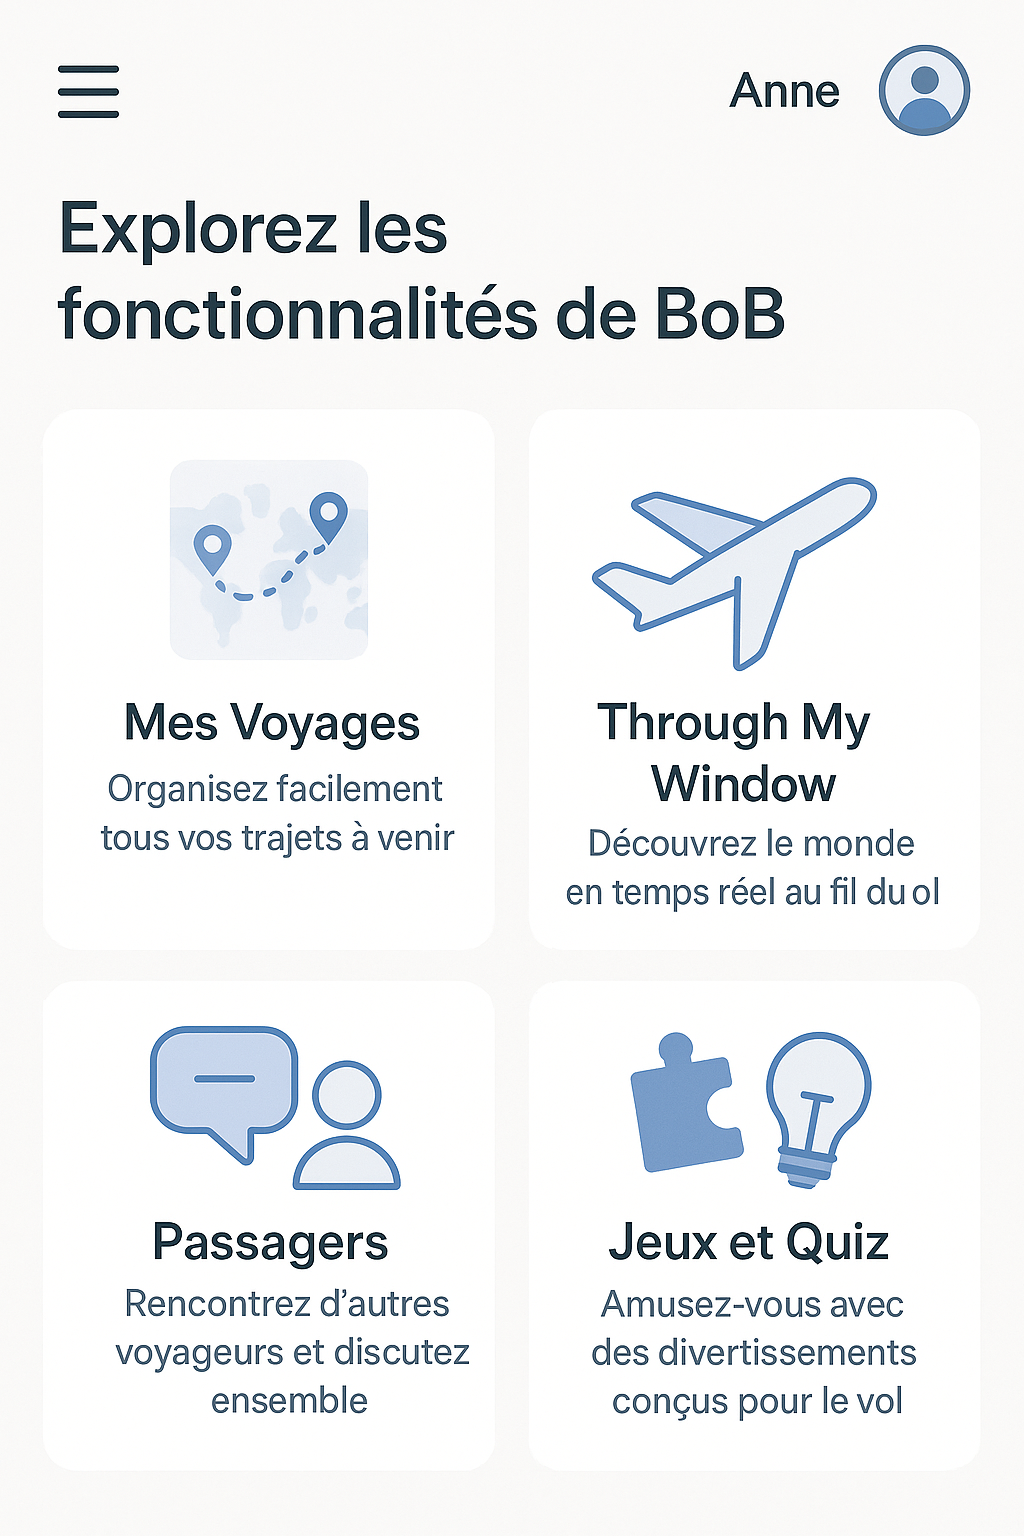 Anne
Explorez les
fonctionnalités de BoB
Mes Voyages
Organisez facilement
tous vos trajets à venir
Through My
Window
Découvrez le monde
en temps réel au fil du ol
Passagers
Rencontrez d’autres
voyageurs et discutez
ensemble
Jeux et Quiz
Amusez-vous avec
des divertissements
conçus pour le vol